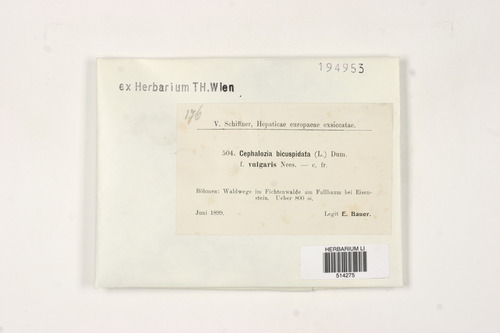 194953
ex Herbarium TH.Wien
176
V. Schiffner, Hepaticae europaeae exsiccatae.
504. Cephalozia bicuspidata (L.) Dum.
f. vulgaris Nees. — c. fr.
Böhmen: Waldwege im Fichtenwalde am Fallbaum bei Eisen-
stein. Ueber 800 m.
Juni 1899. Legit E. Bauer.
HERBARIUM LI
514275